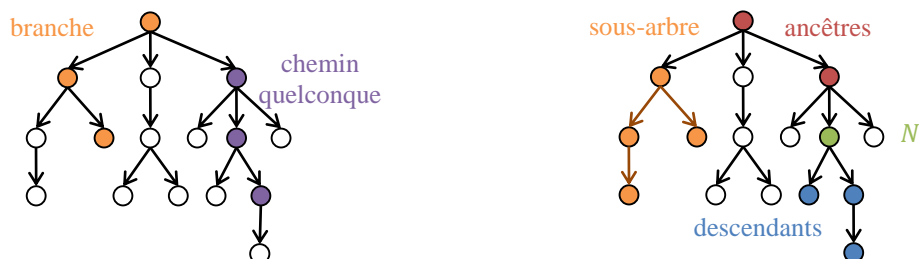 branche
chemin
quelconque
sous-arbre
ancêtres
N
descendants